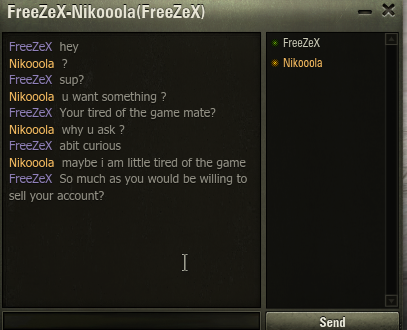 FreeZeX-Nikooola(FreeZeX)
FreeZeX hey
Nikooola ?
FreeZeX sup?
Nikooola u want something ?
FreeZeX Your tired of the game mate?
Nikooola why u ask ?
FreeZeX abit curious
Nikooola maybe i am little tired of the game
FreeZeX So much as you would be willing to
sell your account?
FreeZeX
Nikooola
Send